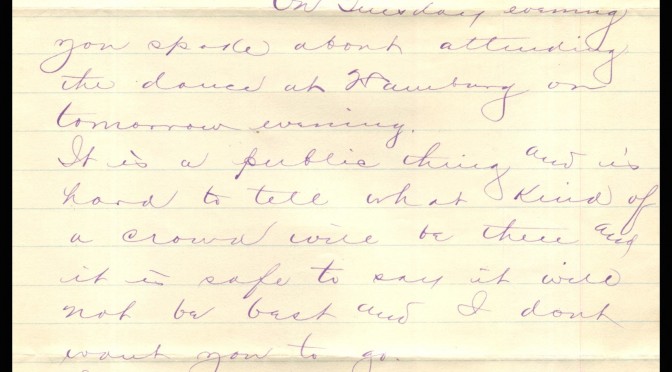 On Tuesday evening
you spoke about attending
the dance at Hamburg on
tomorrow evening.
It is a public thing and is
hard to tell what kind of
a crowd will be there and
it is safe to say it will
not be best and I dont
want you to go.